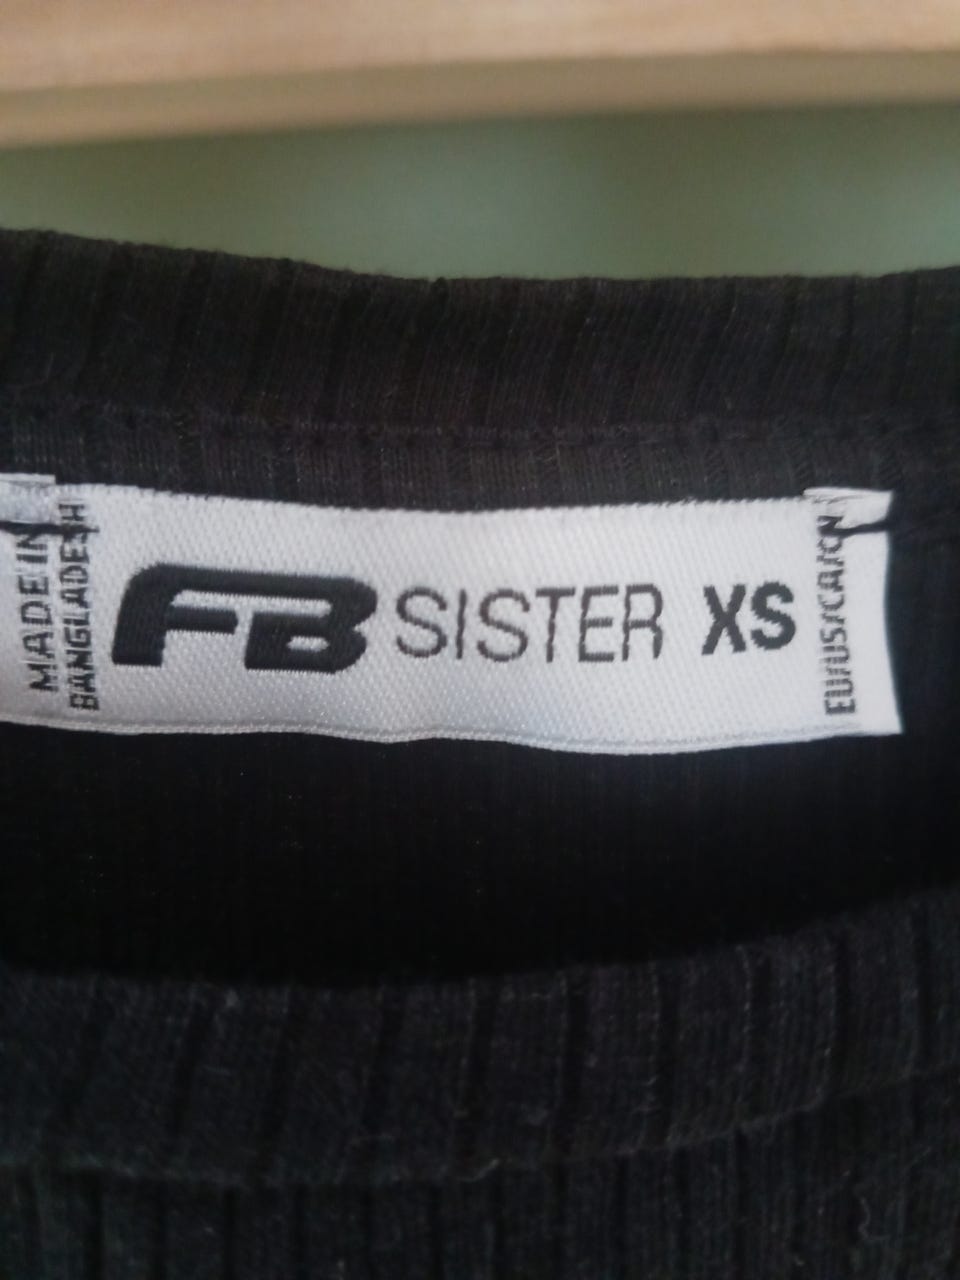 MADE IN
BANGLADESH
FB SISTER XS
EU/US/CA/CN